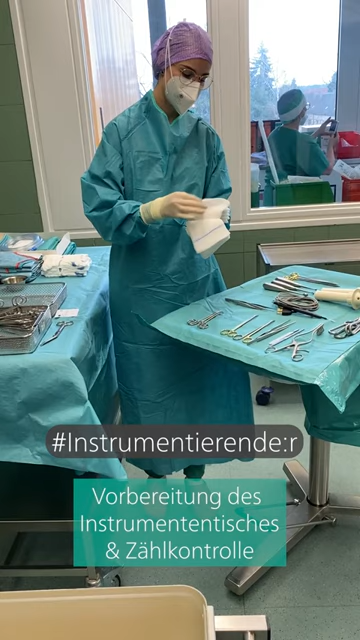 #Instrumentierende:r
Vorbereitung des
Instrumententisches
& Zählkontrolle